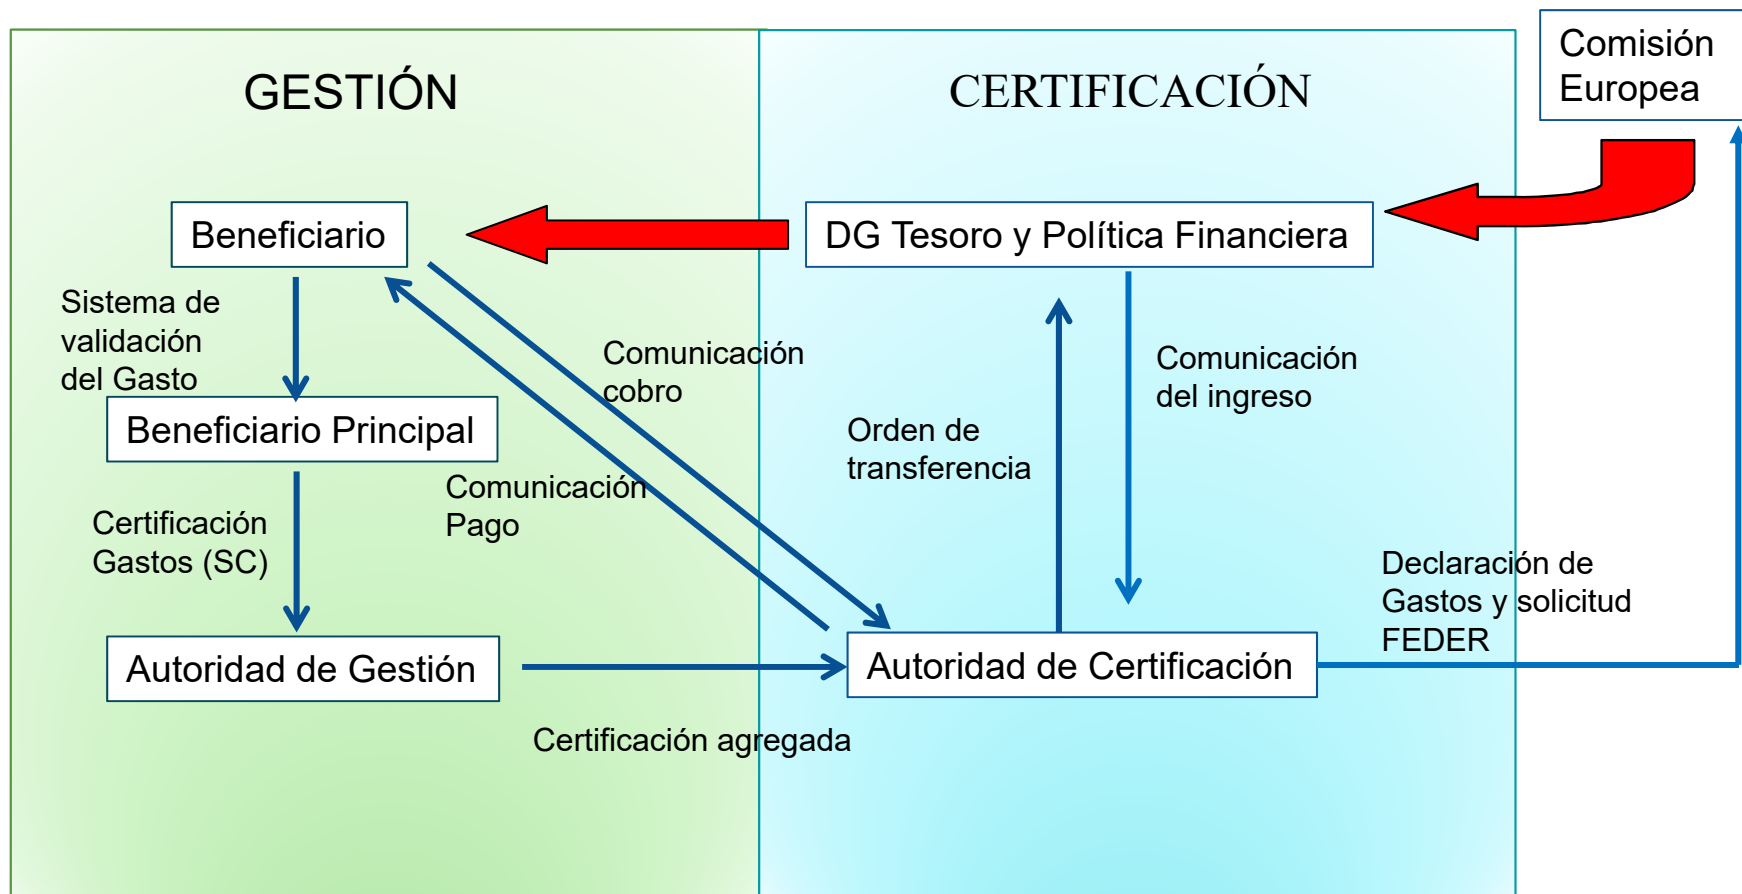 Comisión
Europea
GESTIÓN
CERTIFICACIÓN
Beneficiario
DG Tesoro y Política Financiera
Sistema de
validación
del Gasto
Comunicación
cobro
Comunicación
del ingreso
Beneficiario Principal
Orden de
transferencia
Comunicación
Pago
Certificación
Gastos (SC)
Declaración de
Gastos y solicitud
FEDER
Autoridad de Gestión
Autoridad de Certificación
Certificación agregada